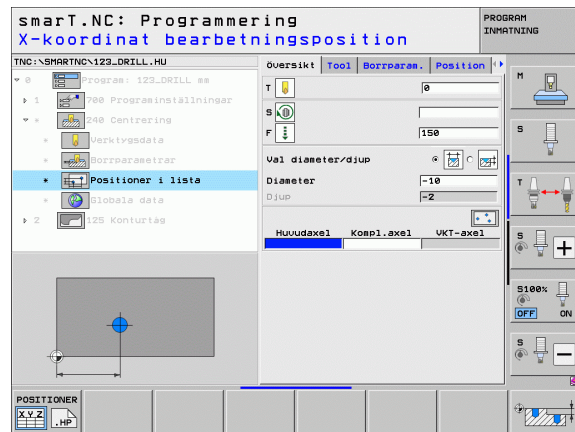 smarT.NC: Programmering
PROGRAM
INMATNING
X-koordinat bearbetningsposition
TNC:\SMARTNC\123_DRILL.HU
0 Program: 123_DRILL mm
1 700 Programinställningar
* 240 Centrering
* Verktygsdata
* Borrparametrar
* Positioner i lista
* Globala data
2 125 Konturtåg
Översikt Tool Borrparam. Position
T 0
S
F 150
Val diameter/djup
Diameter -10
Djup -2
Huvudaxel Kompl.axel VKT-axel
M
S
T
S
S100%
OFF ON
S
POSITIONER
XYZ .HP